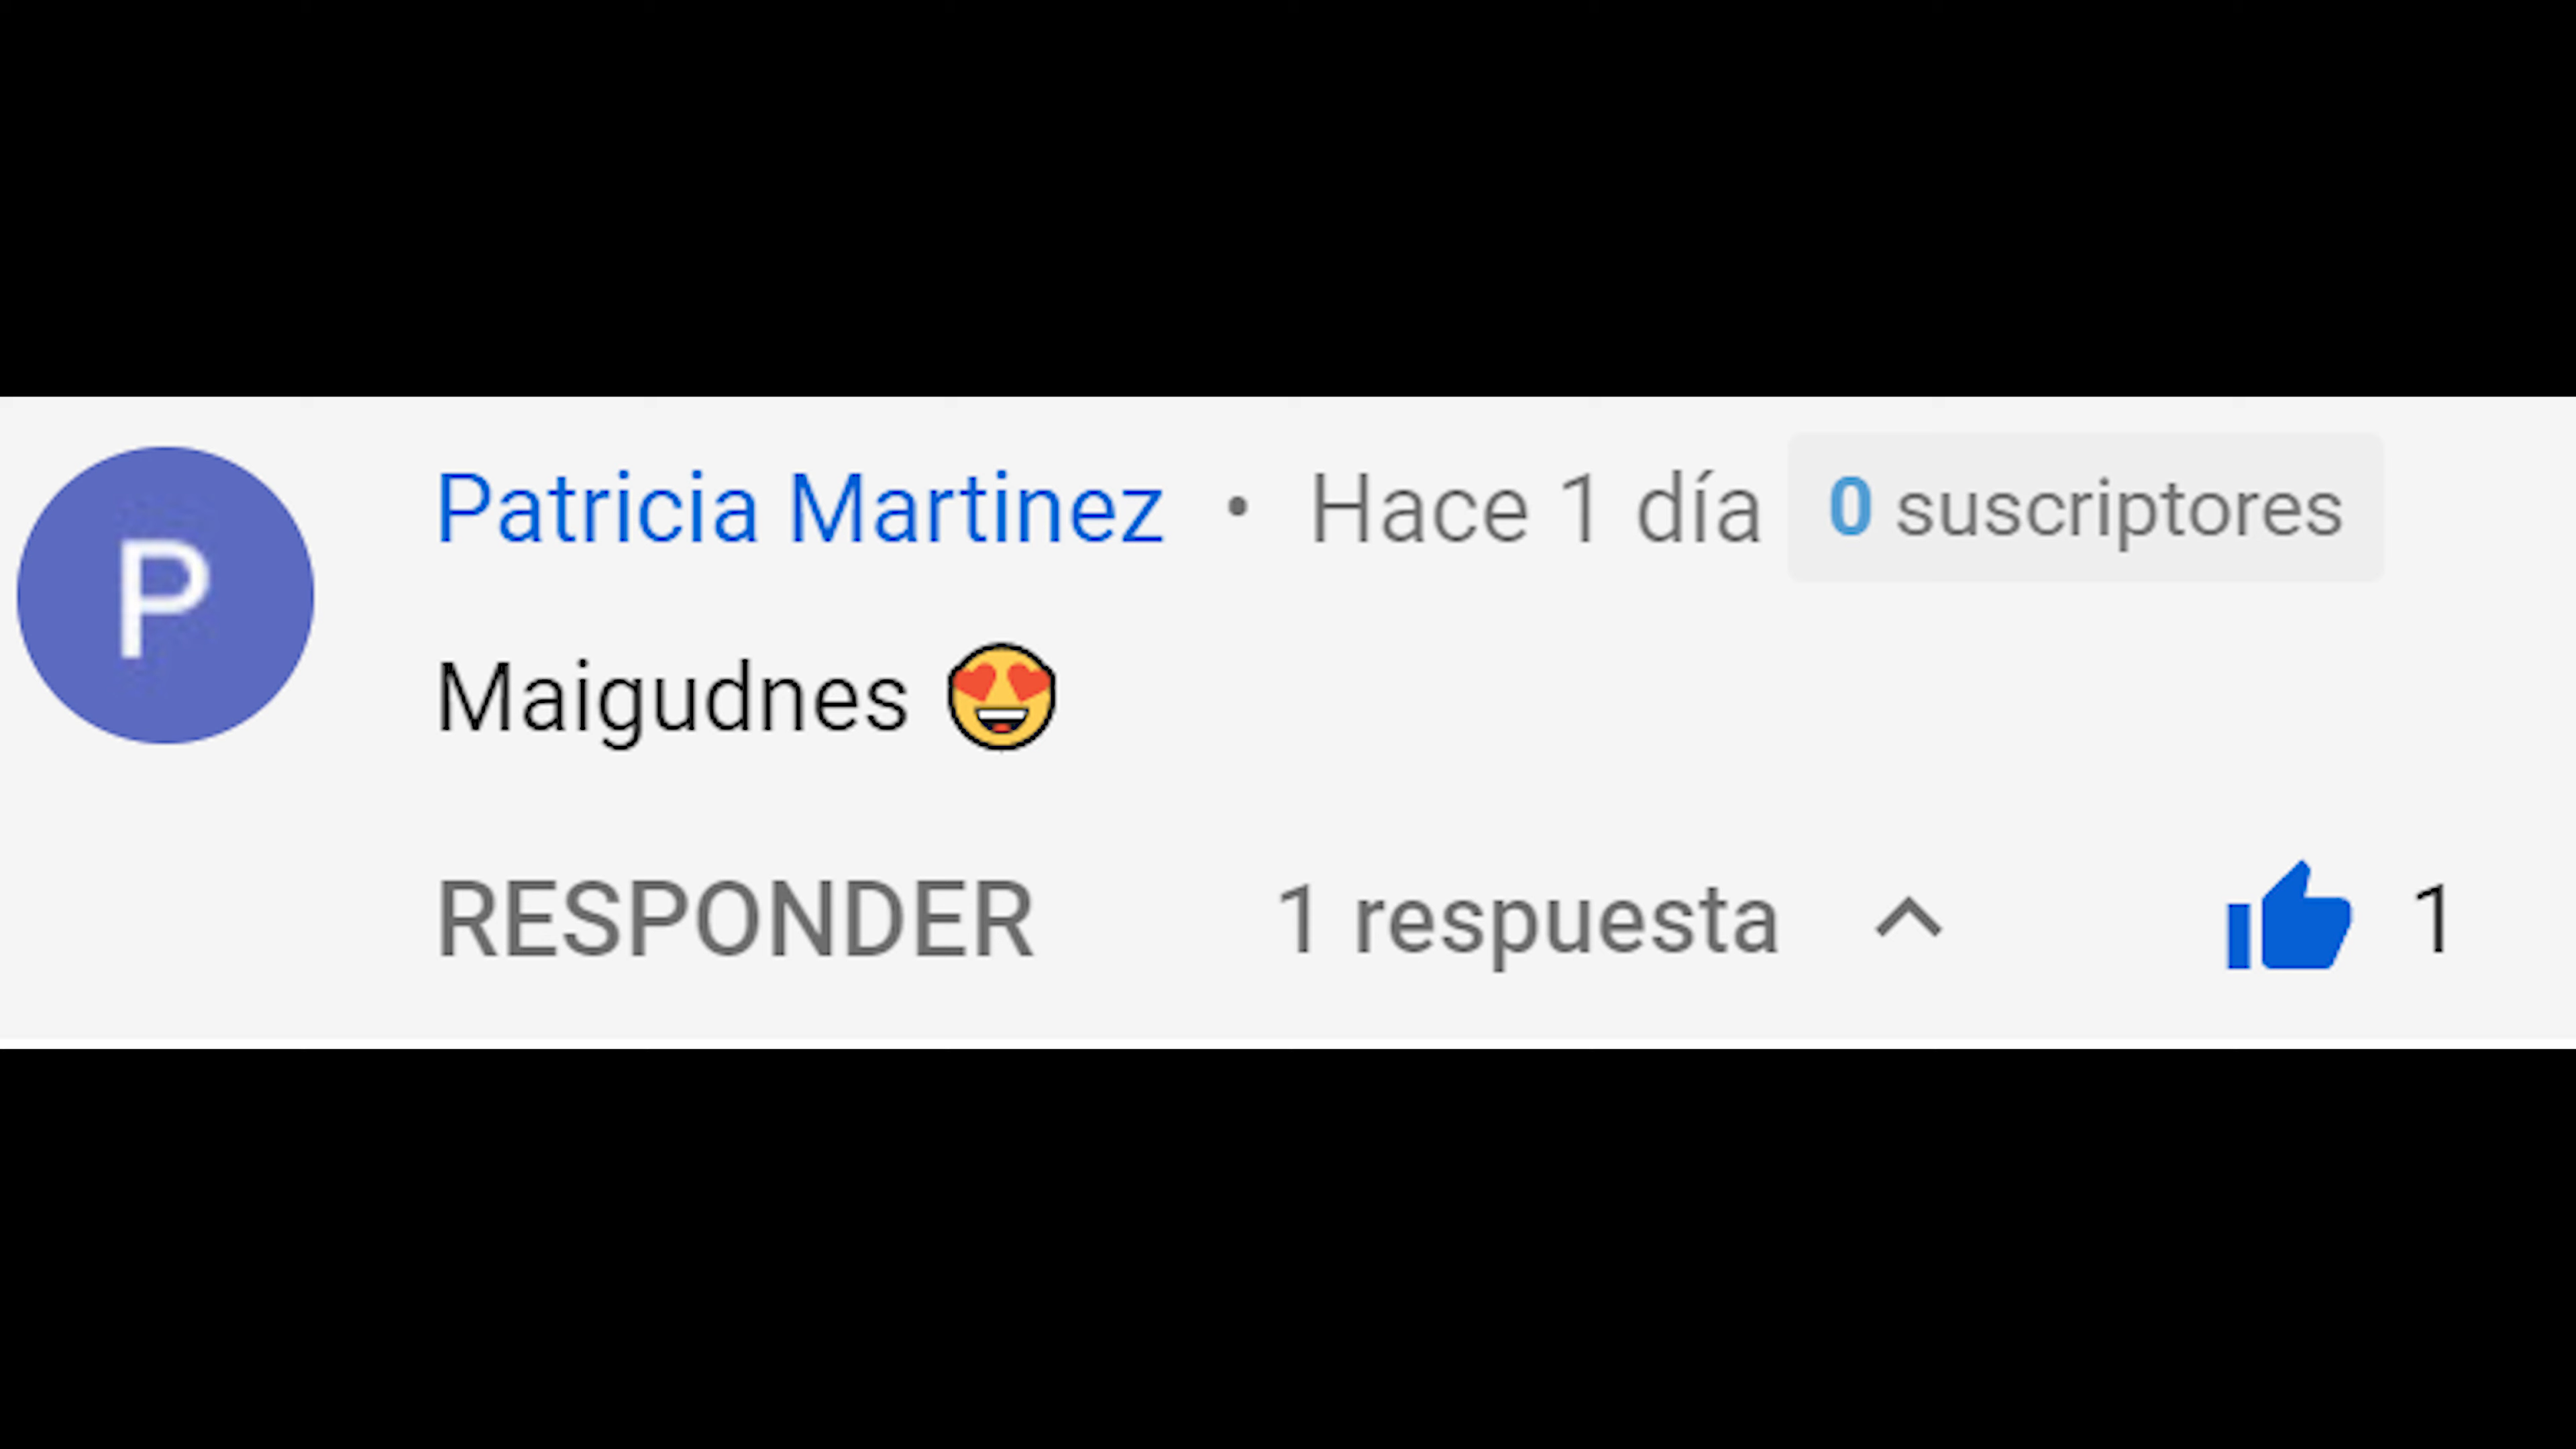 P
Patricia Martinez • Hace 1 día 0 suscriptores
Maigudnes 😍
RESPONDER 1 respuesta 1